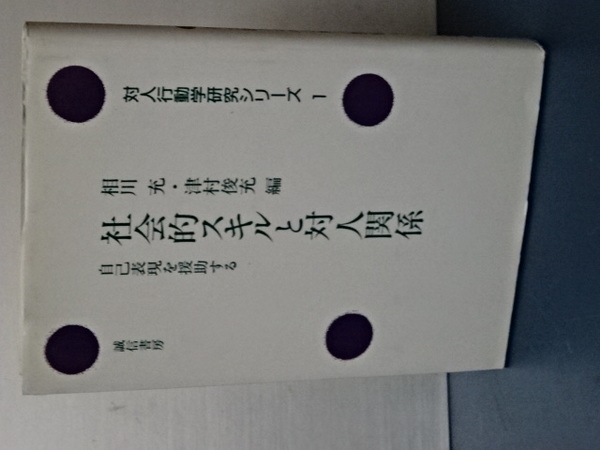 対人行動学研究シリーズ 1
相川 充・津村俊充 編
社会的スキルと対人関係
自己表現を援助する
誠信書房